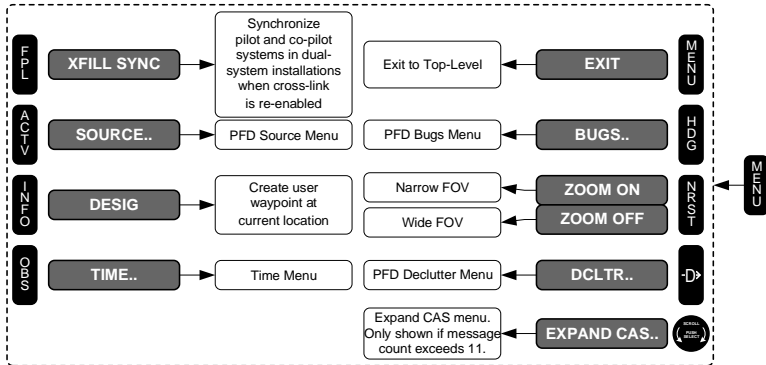 FPL
XFILL SYNC
Synchronize
pilot and co-pilot
systems in dual-
system installations
when cross-link
is re-enabled
Exit to Top-Level
EXIT
MENU
ACTV
SOURCE..
PFD Source Menu
PFD Bugs Menu
BUGS..
HDG
INFO
DESIG
Create user
waypoint at
current location
Narrow FOV
ZOOM ON
Wide FOV
ZOOM OFF
NRST
MENU
OBS
TIME..
Time Menu
PFD Declutter Menu
DCLTR..
D
Expand CAS menu.
Only shown if message
count exceeds 11.
EXPAND CAS..
SCROLL
PUSH
SELECT